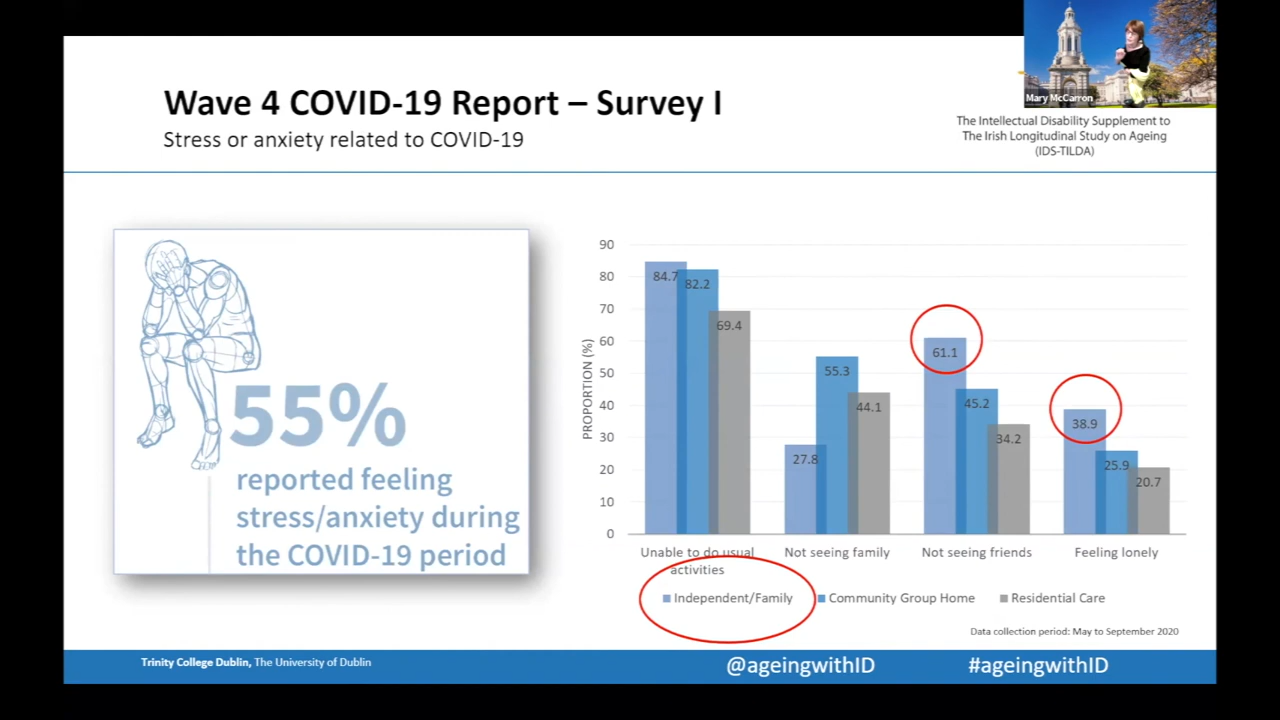 Wave 4 COVID-19 Report – Survey I
Stress or anxiety related to COVID-19
Mary McCarron
The Intellectual Disability Supplement to
The Irish Longitudinal Study on Ageing
(IDS-TILDA)
55%
reported feeling
stress/anxiety during
the COVID-19 period
PROPORTION (%)
90
80
70
60
50
40
30
20
10
0
84.7
82.2
69.4
27.8
55.3
44.1
61.1
45.2
34.2
38.9
25.9
20.7
Unable to do usual
activities
Not seeing family
Not seeing friends
Feeling lonely
Independent/Family
Community Group Home
Residential Care
Data collection period: May to September 2020
Trinity College Dublin, The University of Dublin
@ageingwithID
#ageingwithID